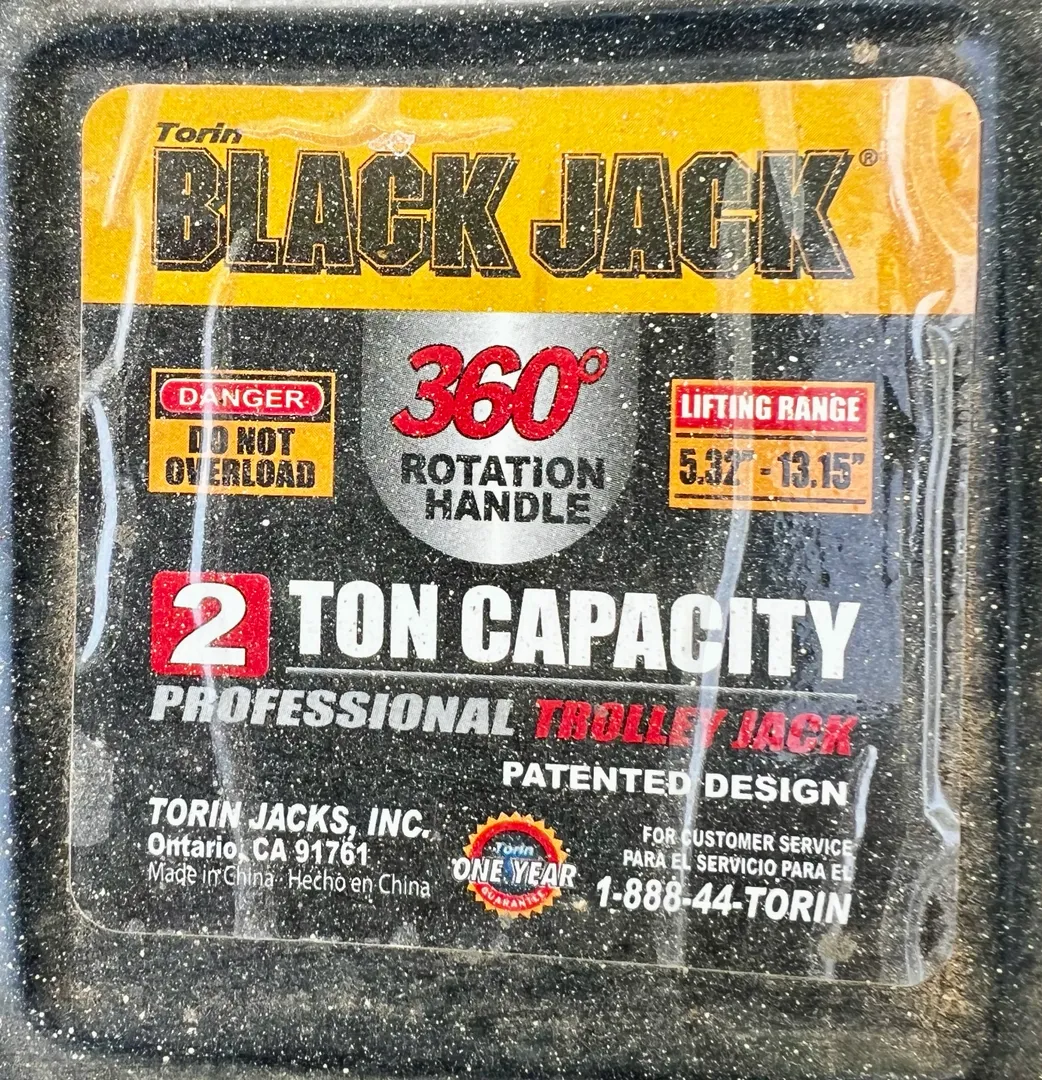 Torin
BLACK JACK®
DANGER
DO NOT
OVERLOAD
360°
ROTATION
HANDLE
LIFTING RANGE
5.32" - 13.15"
2 TON CAPACITY
PROFESSIONAL TROLLEY JACK
PATENTED DESIGN
TORIN JACKS, INC.
Ontario, CA 91761
Made in China Hecho en China
Torin
ONE YEAR
GUARANTEE
FOR CUSTOMER SERVICE
PARA EL SERVICIO PARA EL
1-888-44-TORIN